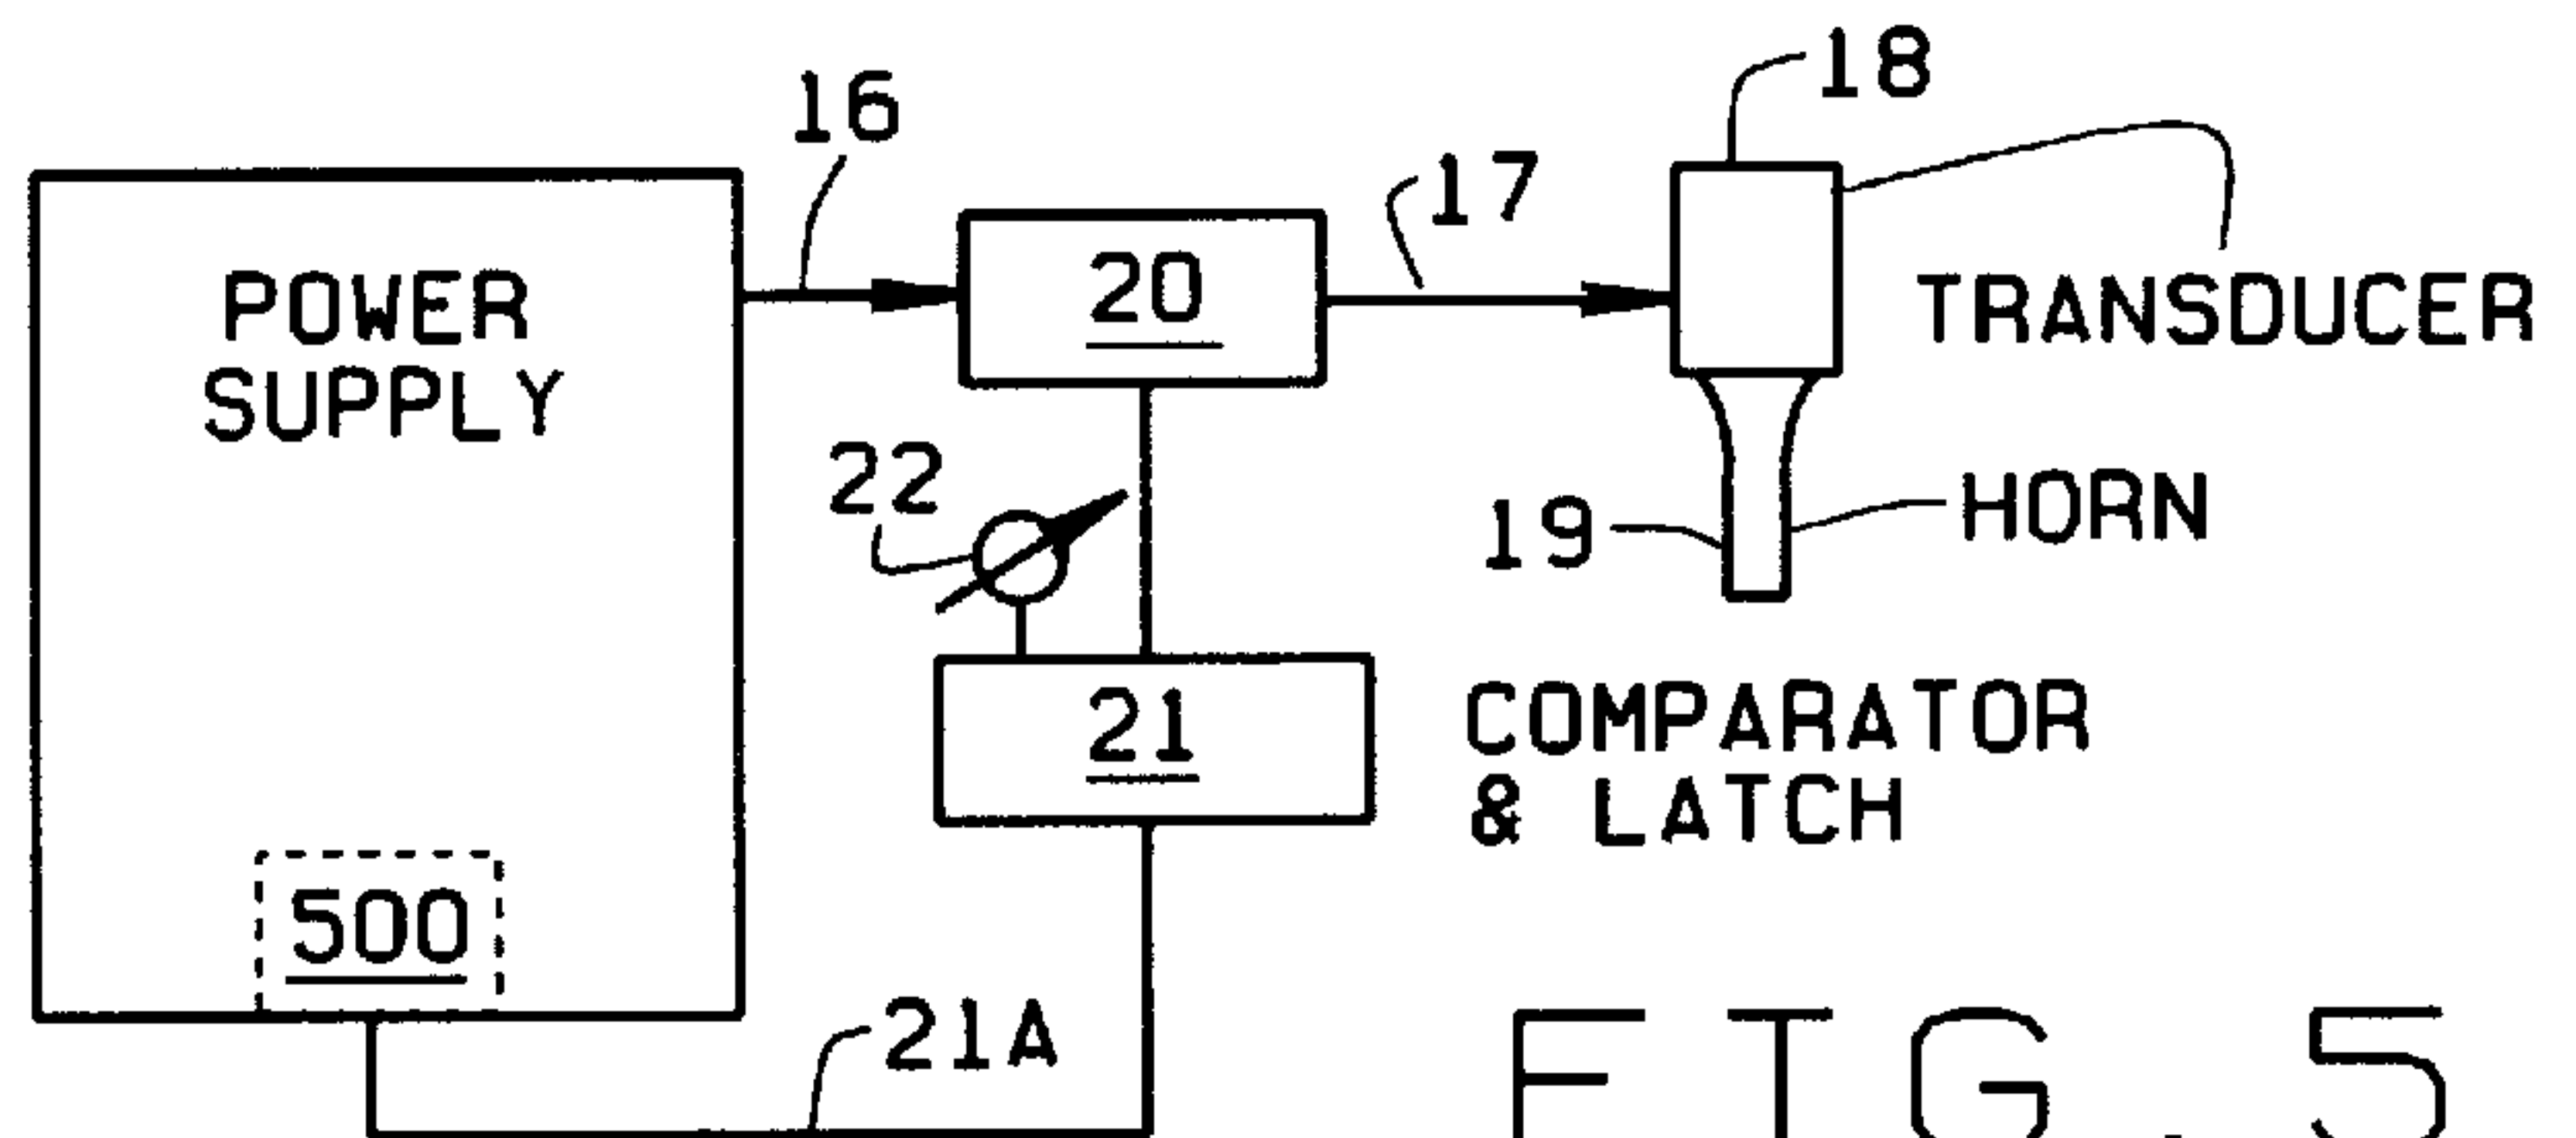 18
16
17
20
POWER
SUPPLY
TRANSDUCER
22
19
HORN
21
COMPARATOR
& LATCH
500
21A
FIG. 5